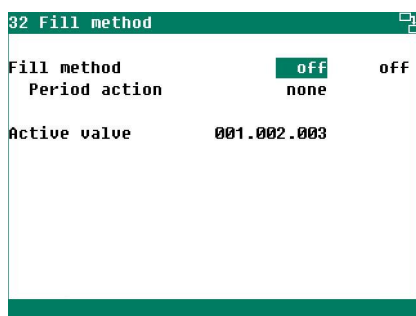 32 Fill method
Fill method off off
Period action none
Active valve 001.002.003